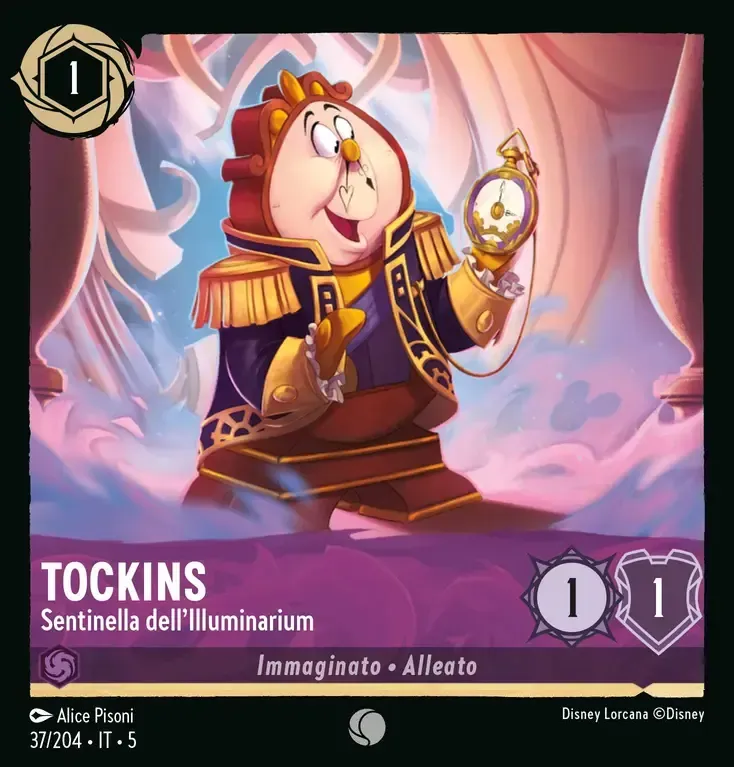 1
TOCKINS
Sentinella dell'Illuminarium
1 1
Immaginato • Alleato
Alice Pisoni
Disney Lorcana ©Disney
37/204 • IT • 5